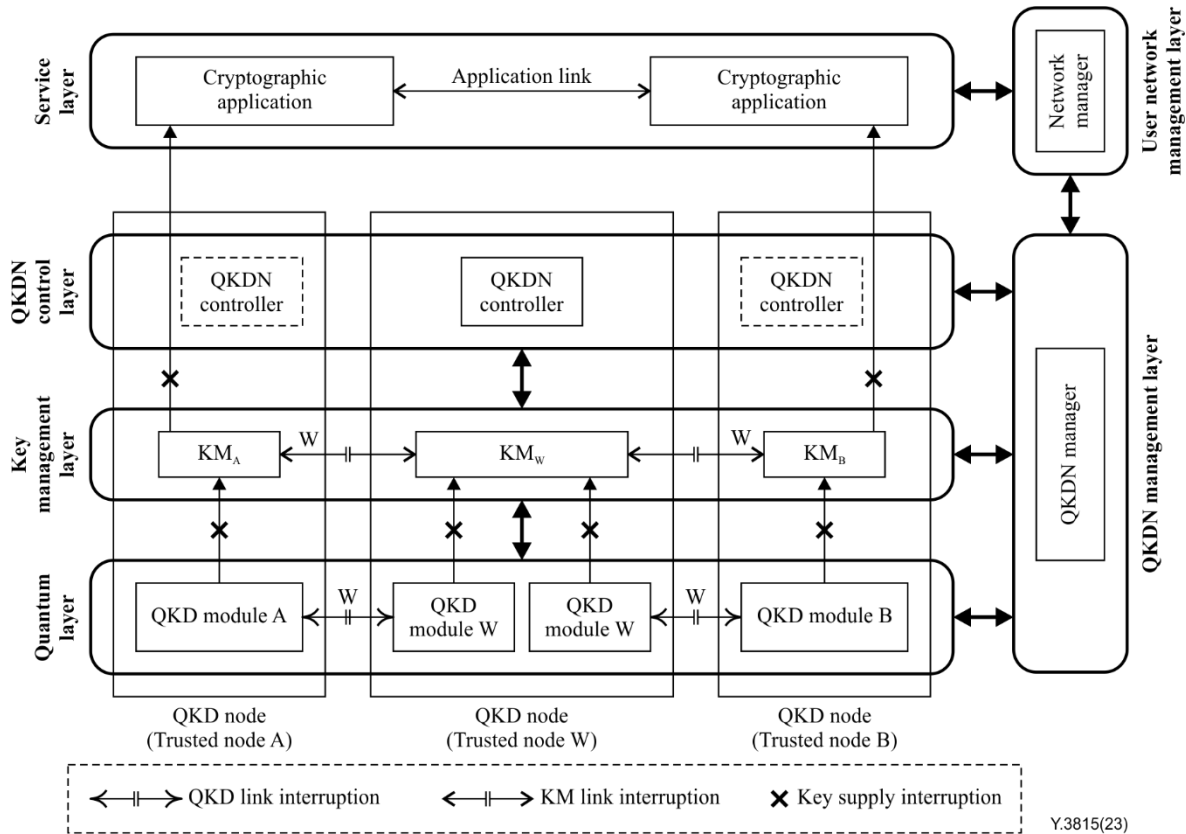 Service
layer
Cryptographic
application
Application link
Cryptographic
application
Network
manager
User network
management layer
QKDN
control
layer
QKDN
controller
QKDN
controller
QKDN
controller
Key
management
layer
KMA
W
KMW
W
KMB
QKDN manager
QKDN management layer
Quantum
layer
QKD module A
W
QKD
module W
QKD
module W
W
QKD module B
QKD node
(Trusted node A)
QKD node
(Trusted node W)
QKD node
(Trusted node B)
QKD link interruption
KM link interruption
Key supply interruption
Y.3815(23)